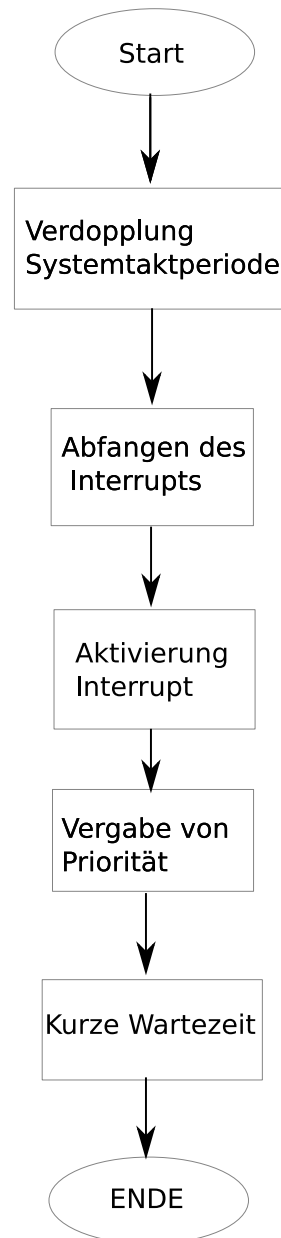 Start
Verdopplung
Systemtaktperiode
Abfangen des
Interrupts
Aktivierung
Interrupt
Vergabe von
Priorität
Kurze Wartezeit
ENDE